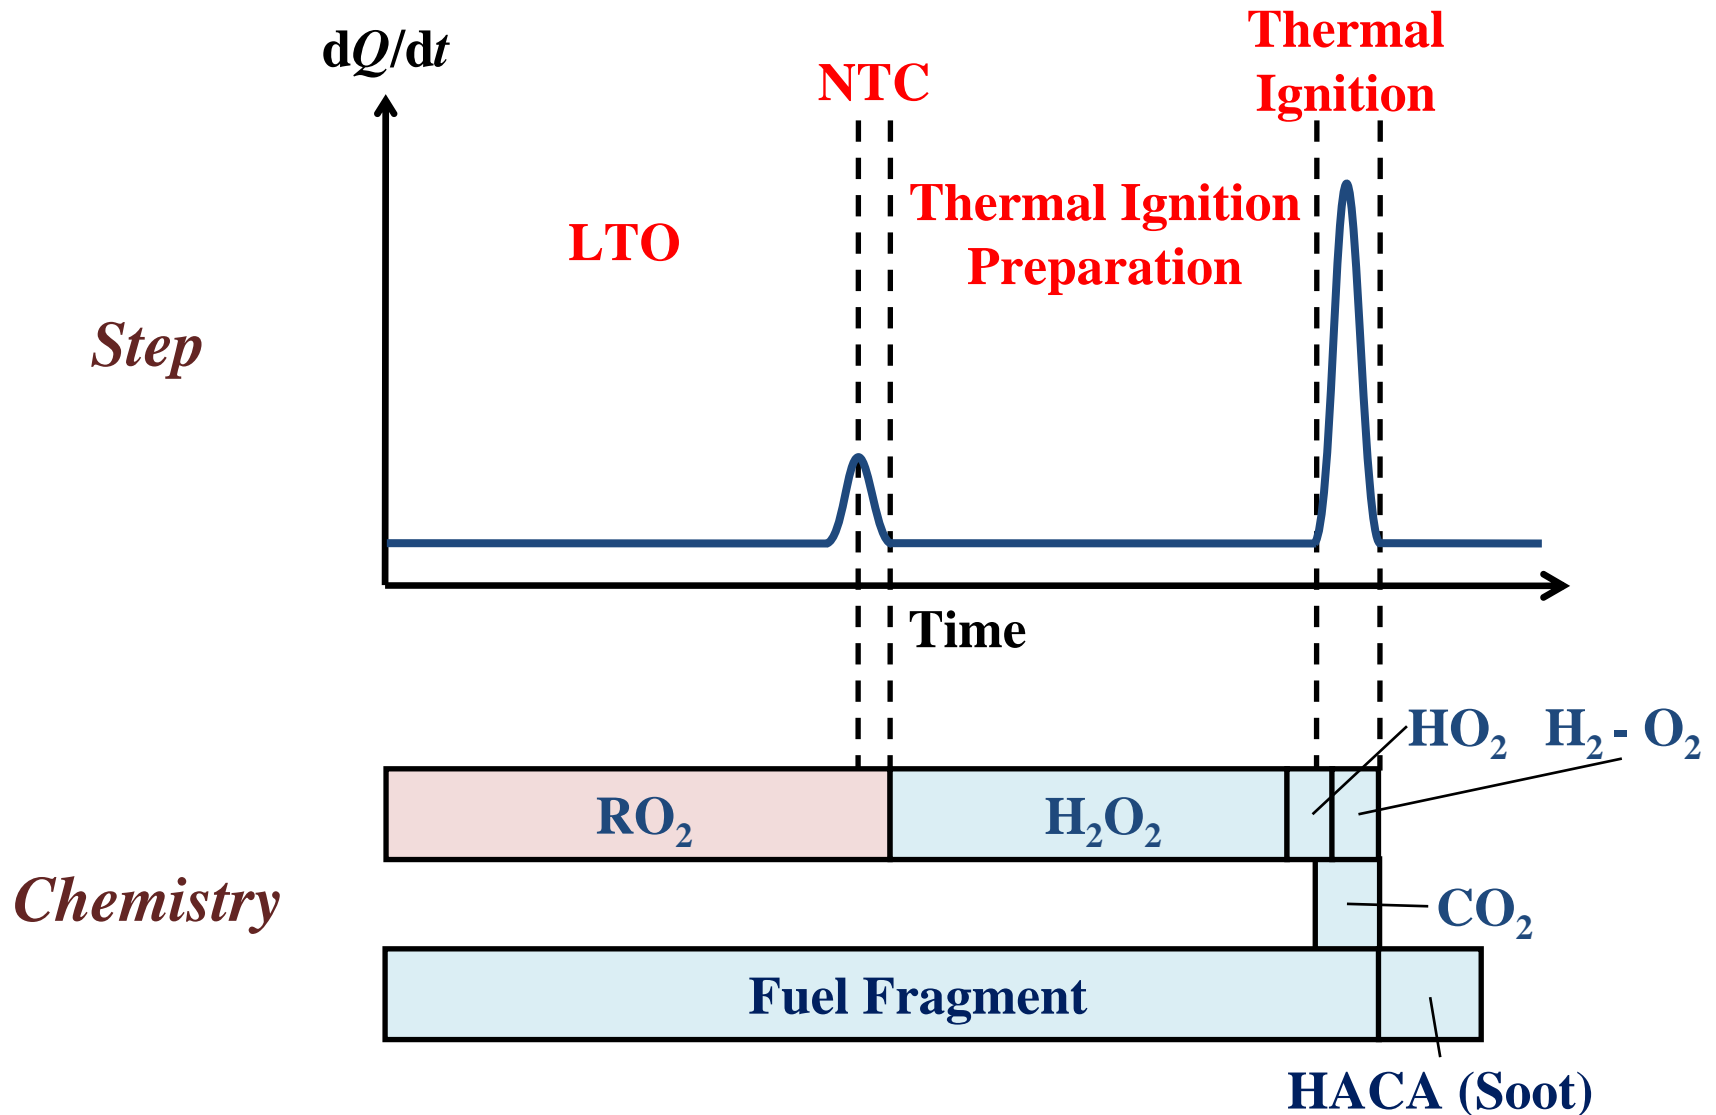 dQ/dt
NTC
Thermal
Ignition
LTO
Thermal Ignition
Preparation
Step
Time
HO₂
H₂ - O₂
RO₂
H₂O₂
Chemistry
CO₂
Fuel Fragment
HACA (Soot)